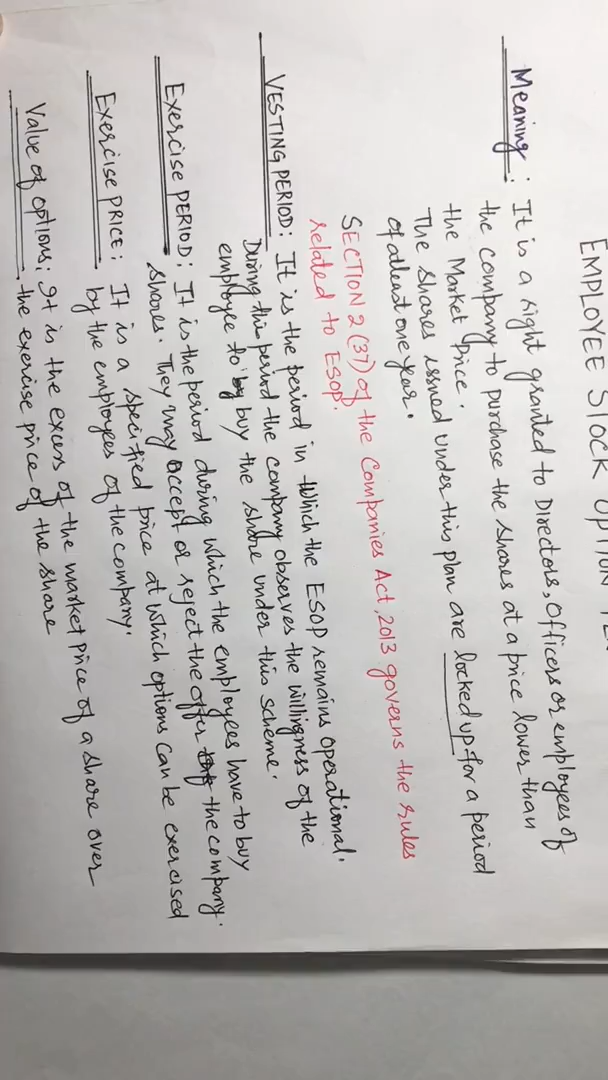 EMPLOYEE STOCK OPTION
Meaning: It is a right granted to Directors, officers or employees of
the company to purchase the shares at a price lower than
the Market price.
The shares issued under this plan are locked up for a period
of atleast one year.
SECTION 2 (37) of the Companies Act, 2013 governs the rules
related to ESOP.
VESTING PERIOD: It is the period in which the ESOP remains operational.
During this period the company observes the willingness of the
employee to buy the share under this scheme.
Exercise PERIOD: It is the period during which the employees have to buy
shares. They may accept or reject the offer the company.
Exercise PRICE: It is a specified price at which options can be exercised
by the employees of the company.
Value of options: It is the excess of the market price of a share over
the exercise price of the share